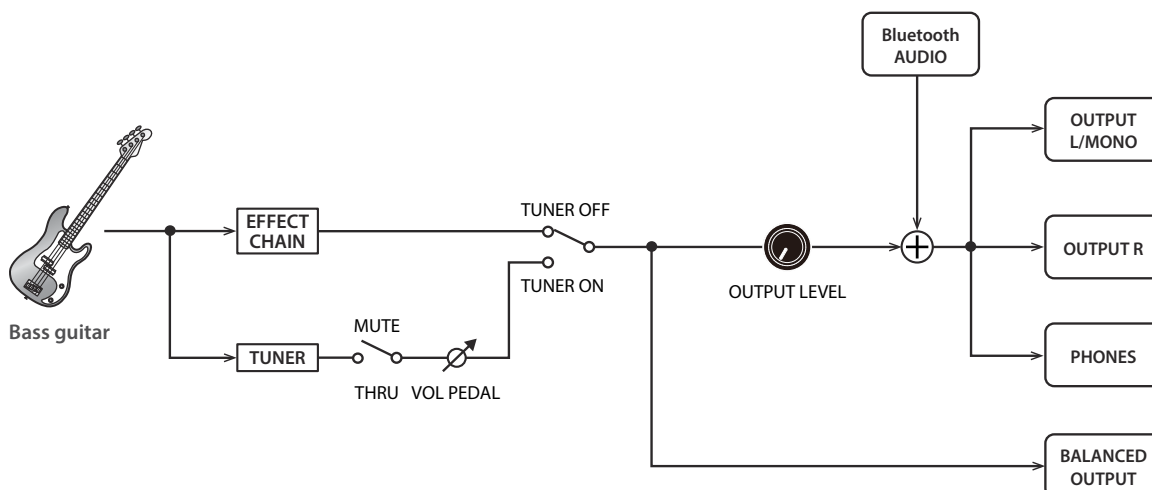 Bluetooth
AUDIO
OUTPUT
L/MONO
TUNER OFF
EFFECT
CHAIN
OUTPUT R
TUNER ON
OUTPUT LEVEL
Bass guitar
MUTE
TUNER
PHONES
THRU
VOL PEDAL
BALANCED
OUTPUT